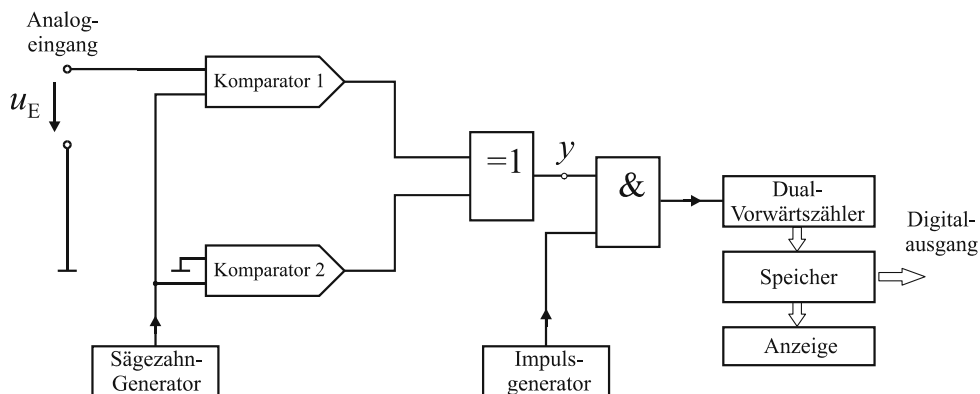 Analog-
eingang
u_E
Komparator 1
=1
y
&
Dual-
Vorwärtszähler
Digital-
ausgang
Komparator 2
Speicher
Sägezahn-
Generator
Impuls-
generator
Anzeige